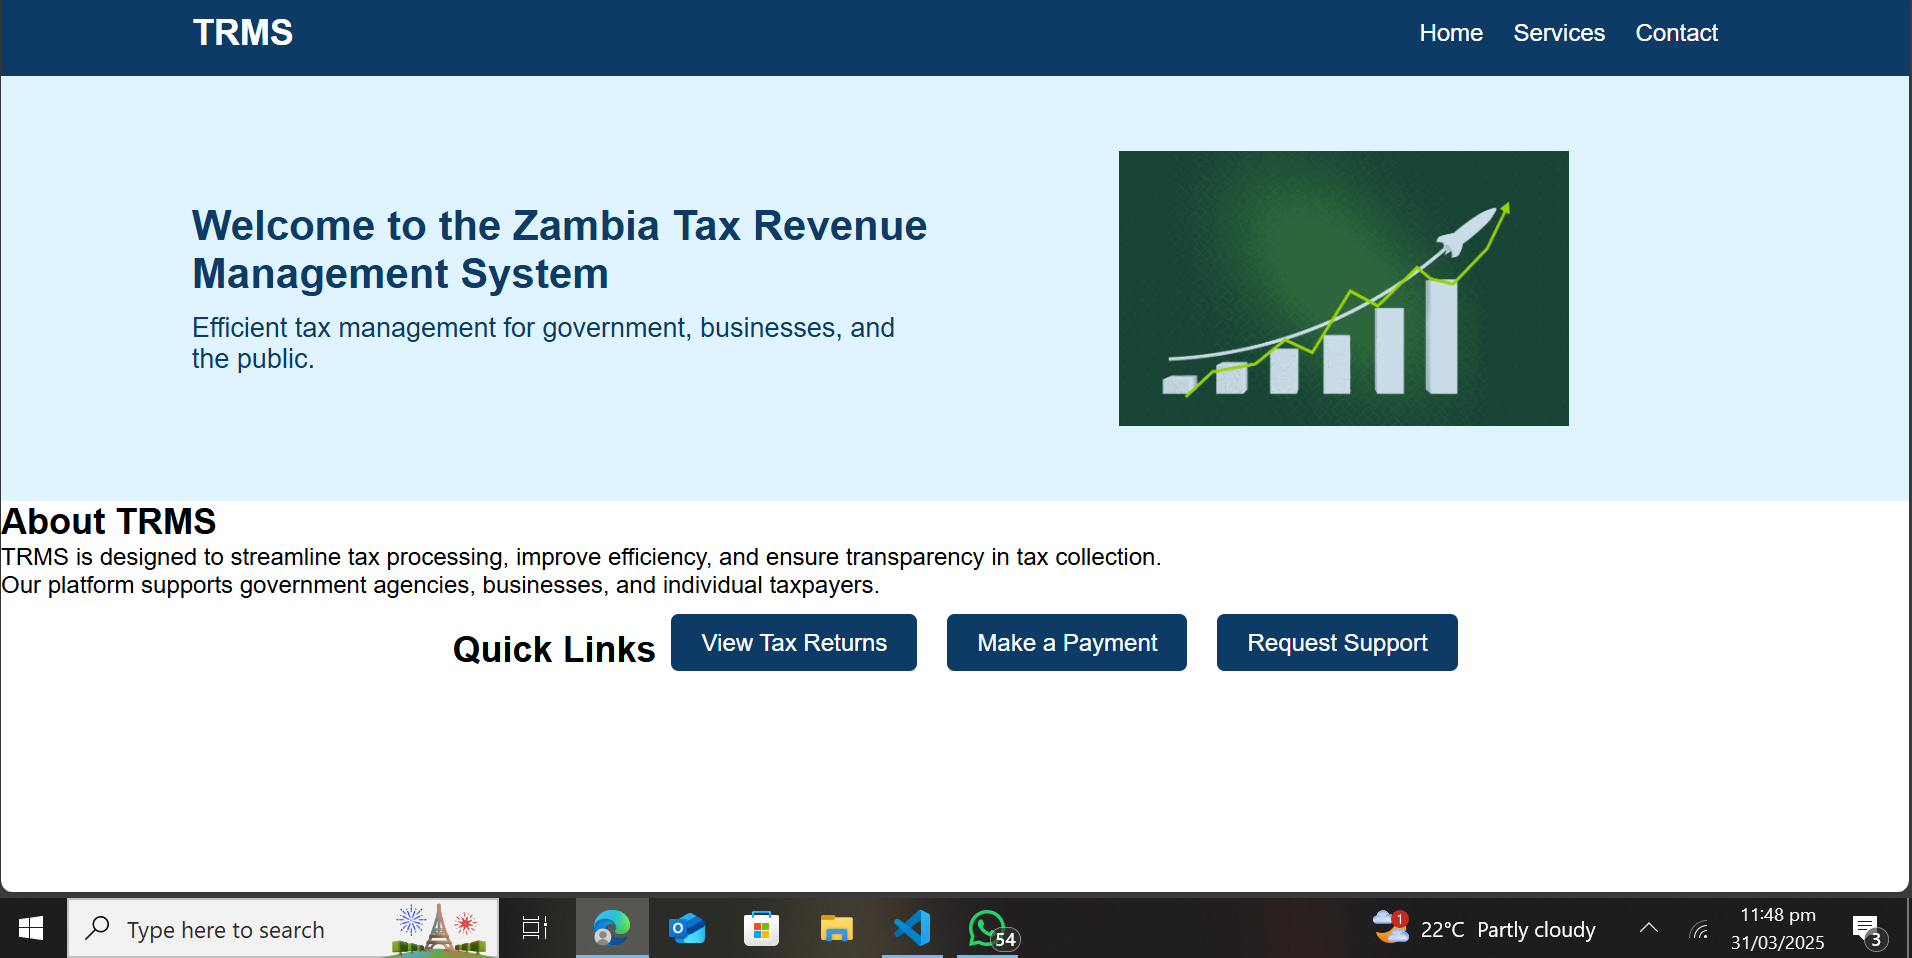 TRMS
Home Services Contact
Welcome to the Zambia Tax Revenue
Management System
Efficient tax management for government, businesses, and
the public.
About TRMS
TRMS is designed to streamline tax processing, improve efficiency, and ensure transparency in tax collection.
Our platform supports government agencies, businesses, and individual taxpayers.
Quick Links View Tax Returns Make a Payment Request Support
Type here to search
O
54
1
22°C Partly cloudy
11:48 pm
31/03/2025
3